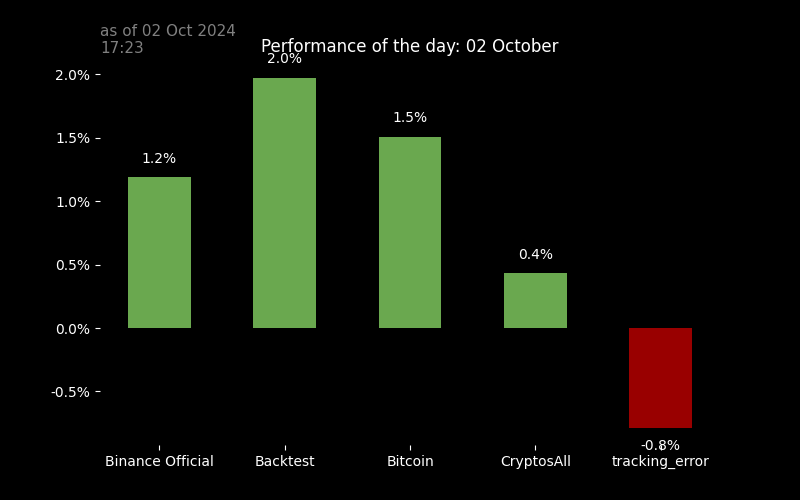 as of 02 Oct 2024
17:23
Performance of the day: 02 October
2.0%
2.0%
1.5%
1.5%
1.2%
1.0%
0.5%
0.4%
0.0%
-0.5%
-0.8%
Binance Official
Backtest
Bitcoin
CryptosAll
tracking_error